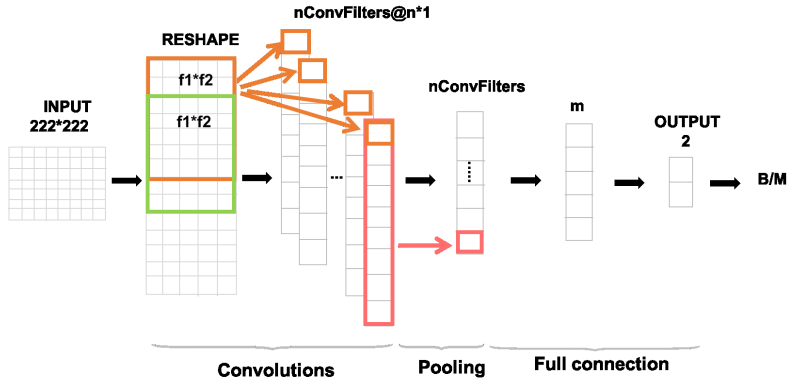 nConvFilters@n*1
RESHAPE
f1*f2
nConvFilters
INPUT
222*222
f1*f2
m
OUTPUT
2
B/M
Convolutions
Pooling
Full connection